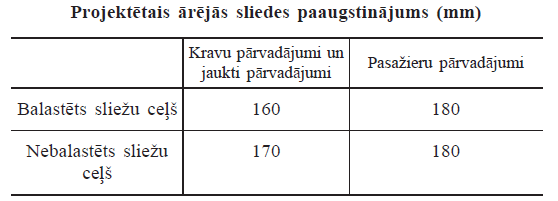 Projektētais ārējās sliedes paaugstinājums (mm)
Kravu pārvadājumi un
jaukti pārvadājumi
Pasažieru pārvadājumi
Balastēts sliežu ceļš 160 180
Nebalastēts sliežu
ceļš
170 180